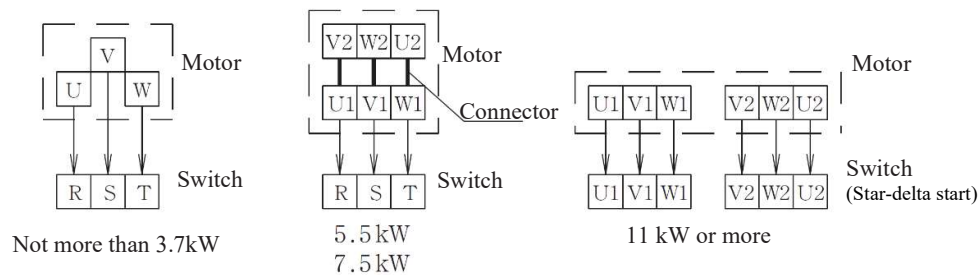 V
U W
Motor
R S T
Switch
Not more than 3.7kW
V2 W2 U2
Motor
U1 V1 W1
Connector
R S T
Switch
5.5kW
7.5kW
Motor
U1 V1 W1 V2 W2 U2
Switch
(Star-delta start)
U1 V1 W1 V2 W2 U2
11 kW or more